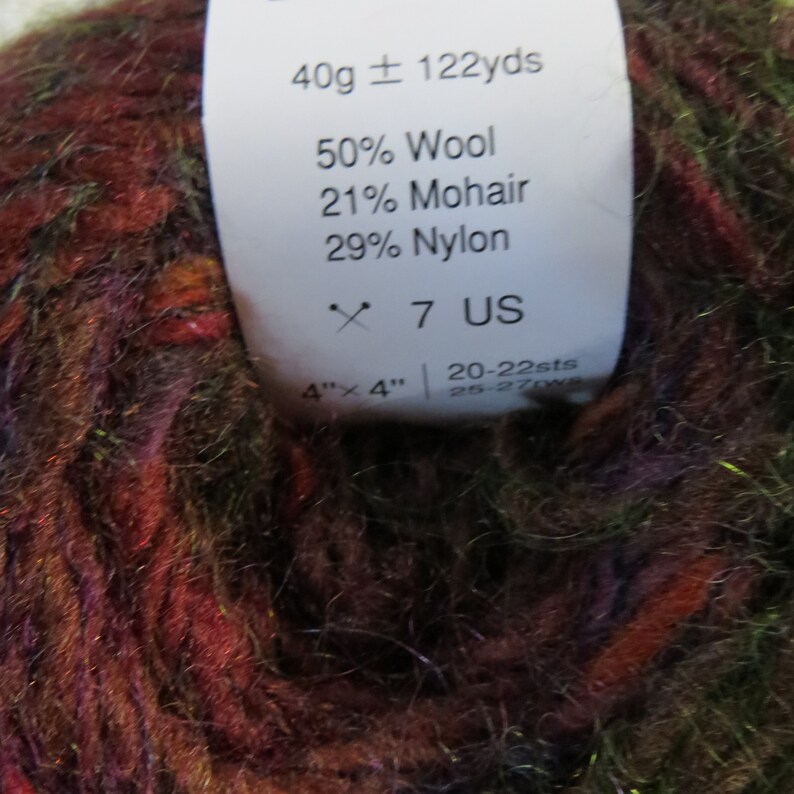 40g ± 122yds
50% Wool
21% Mohair
29% Nylon
7 US
4"× 4" | 20-22sts
25-27rws